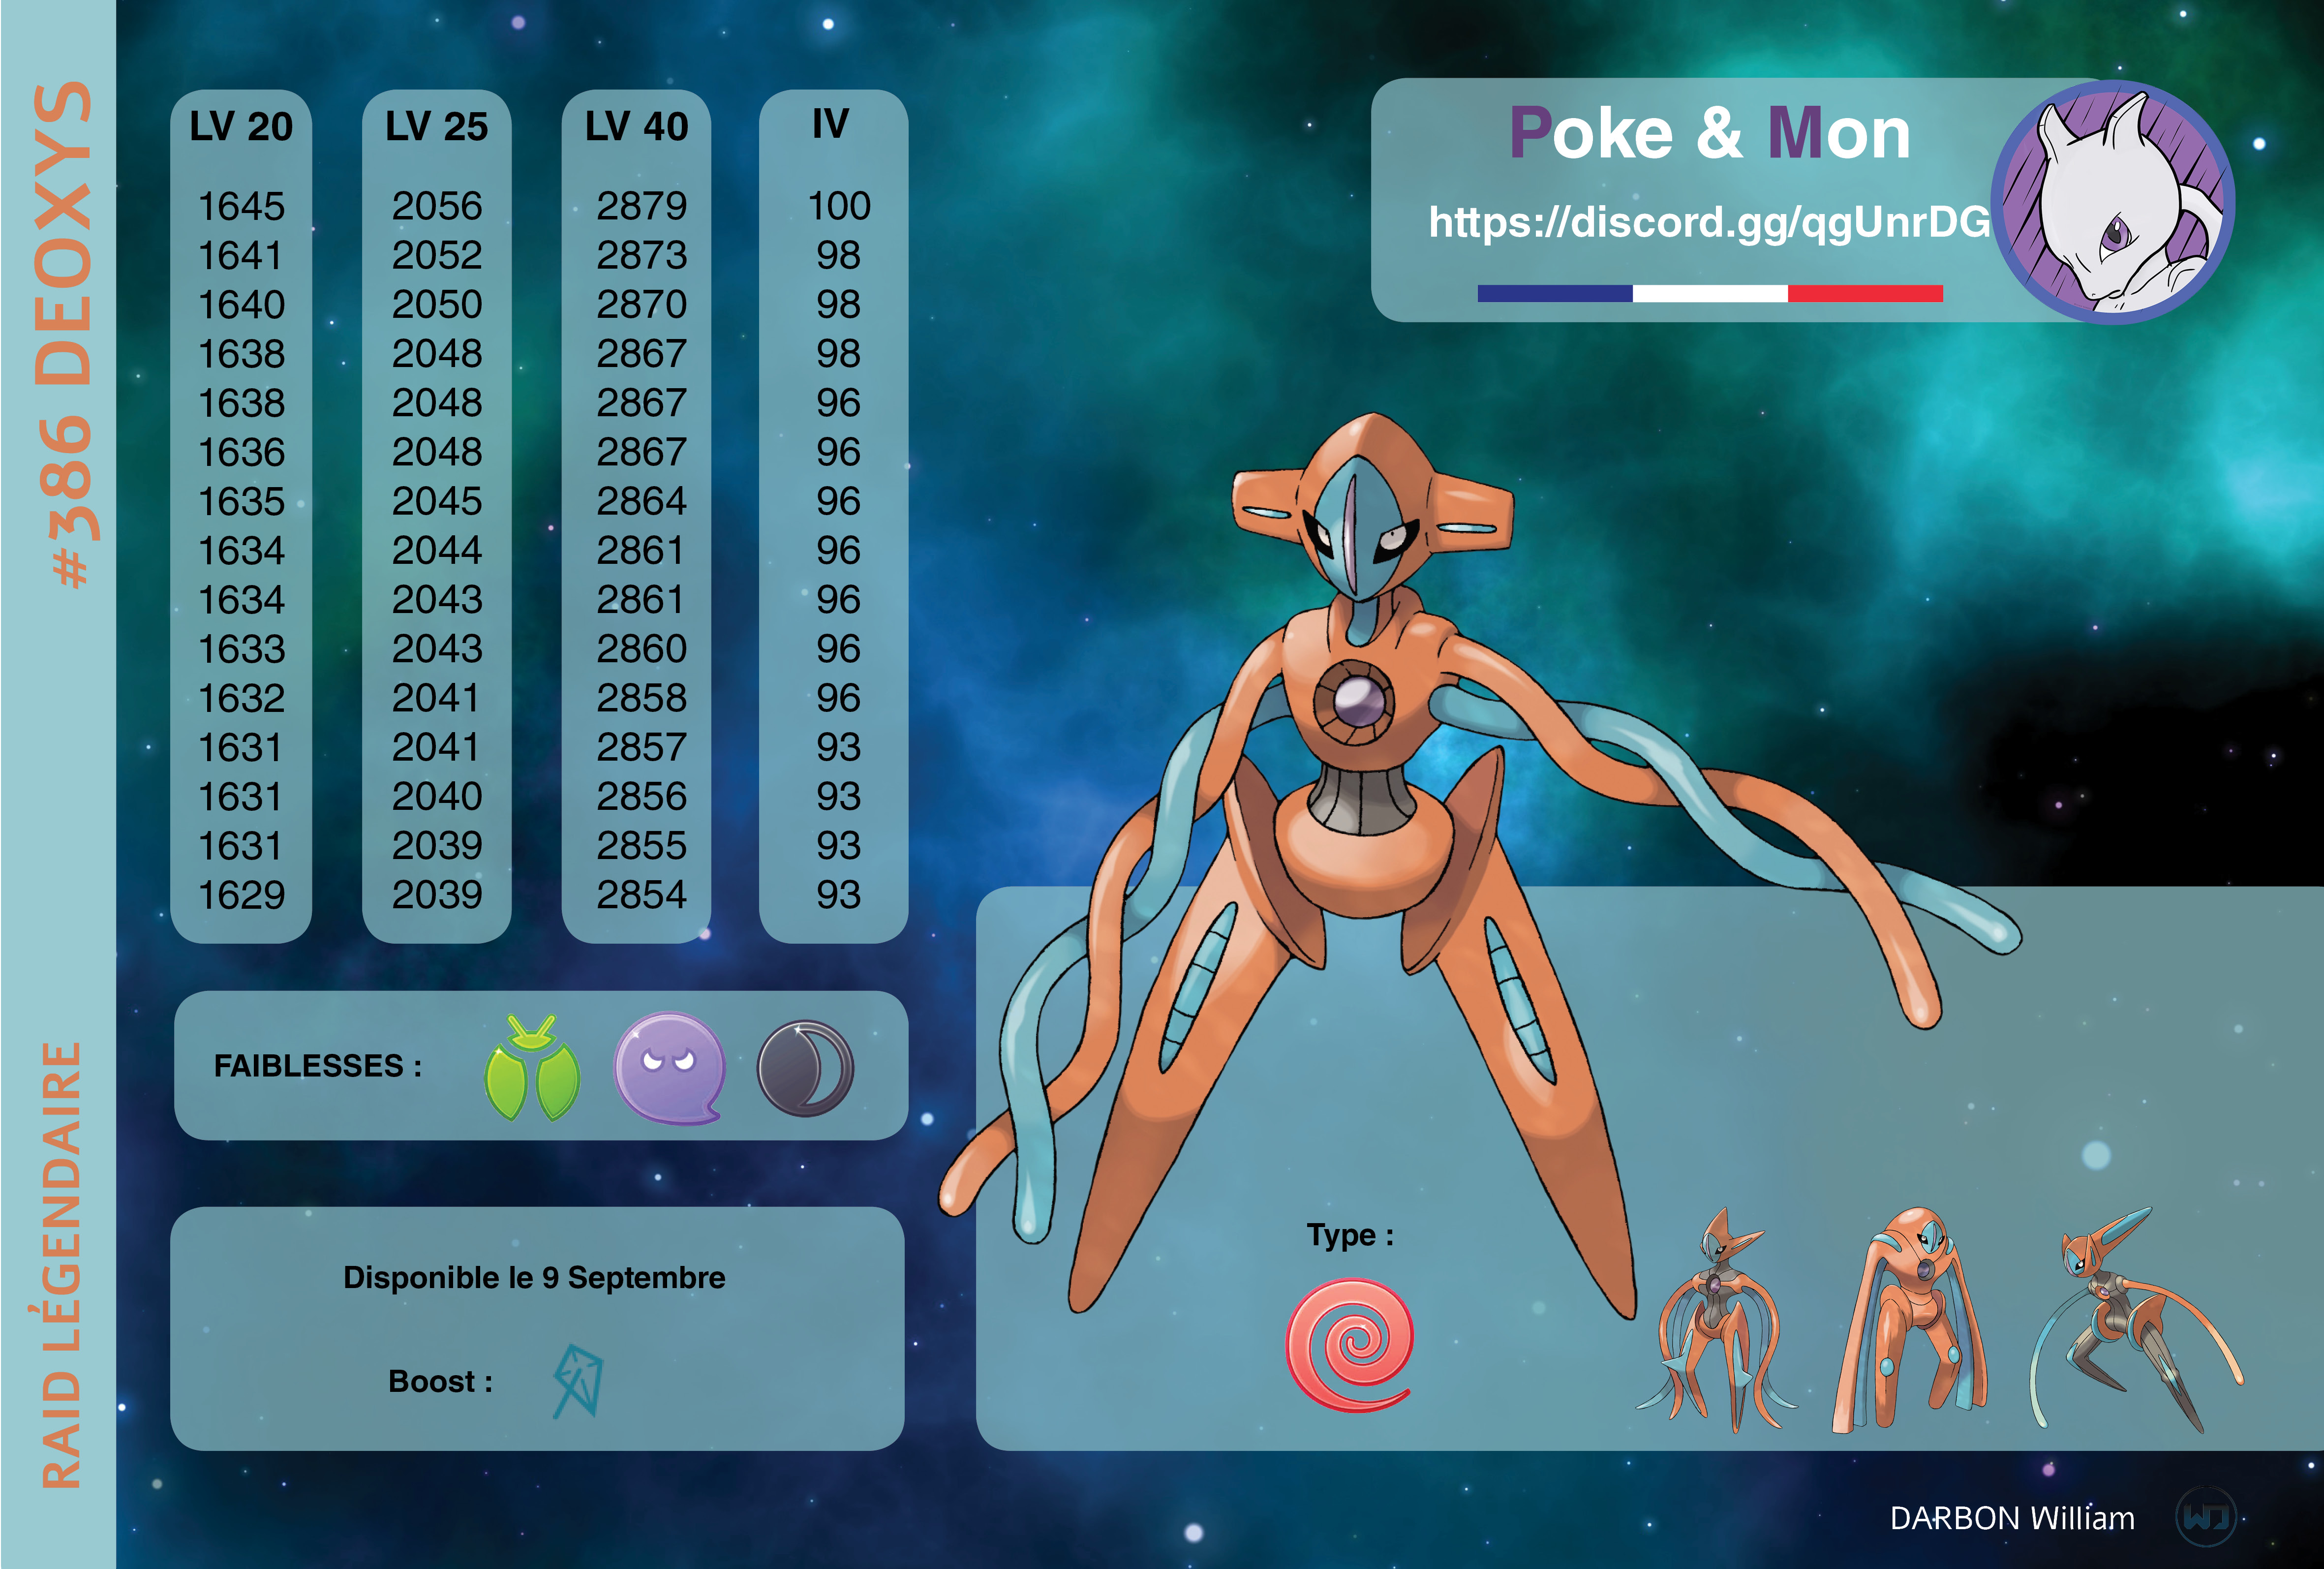 #386 DEOXYS
RAID LÉGENDAIRE
LV 20 LV 25 LV 40 IV
1645 2056 2879 100
1641 2052 2873 98
1640 2050 2870 98
1638 2048 2867 98
1638 2048 2867 96
1636 2048 2867 96
1635 2045 2864 96
1634 2044 2861 96
1634 2043 2861 96
1633 2043 2860 96
1632 2041 2858 96
1631 2041 2857 93
1631 2040 2856 93
1631 2039 2855 93
1629 2039 2854 93
Poke & Mon
https://discord.gg/qgUnrDG
FAIBLESSES :
Disponible le 9 Septembre
Boost :
Type :
DARBON William
WD